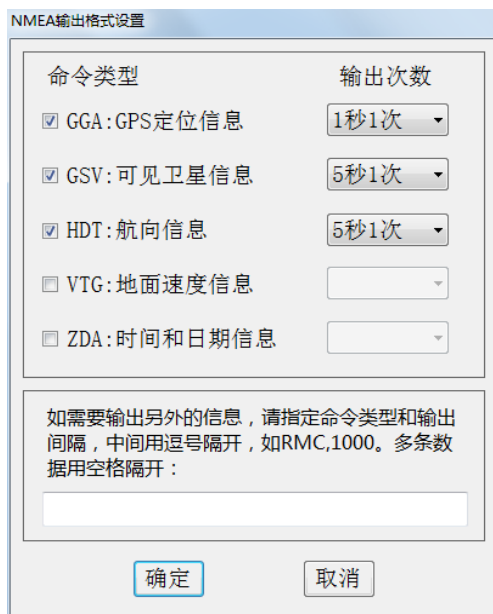 NMEA输出格式设置
命令类型 输出次数
GGA:GPS定位信息 1秒1次
GSV:可见卫星信息 5秒1次
HDT:航向信息 5秒1次
VTG:地面速度信息
ZDA:时间和日期信息
如需要输出另外的信息，请指定命令类型和输出
间隔，中间用逗号隔开，如RMC,1000。多条数
据用空格隔开：
确定 取消